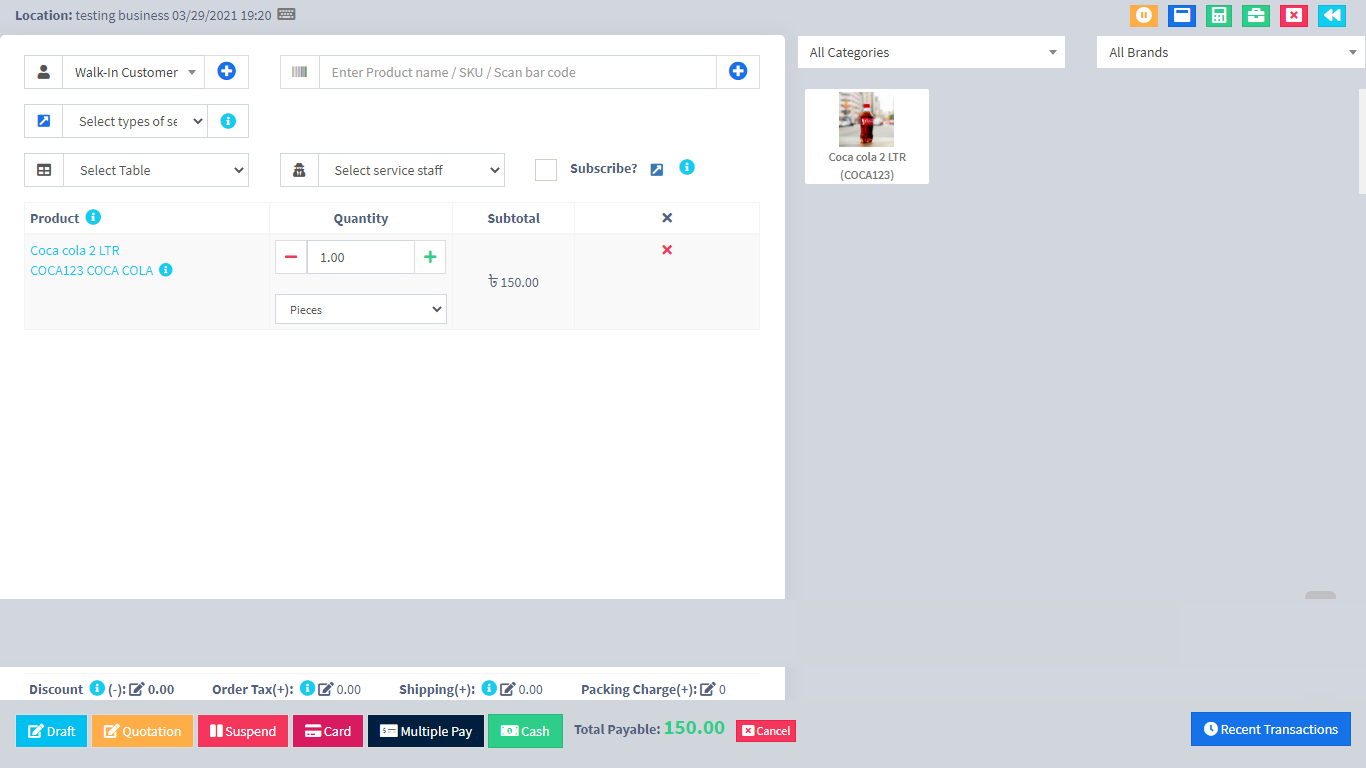 Location: testing business 03/29/2021 19:20
Walk-In Customer
Enter Product name / SKU / Scan bar code
All Categories
All Brands
Select types of se
Select Table
Select service staff
Subscribe?
Coca cola 2 LTR
(COCA123)
Product Quantity Subtotal
Coca cola 2 LTR
COCA123 COCA COLA
1.00
৳ 150.00
Pieces
Discount (-): 0.00 Order Tax(+): 0.00 Shipping(+): 0.00 Packing Charge(+): 0
Draft Quotation Suspend Card Multiple Pay Cash Total Payable: 150.00 Cancel Recent Transactions